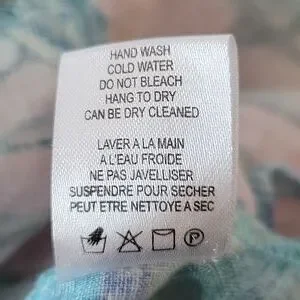 HAND WASH
COLD WATER
DO NOT BLEACH
HANG TO DRY
CAN BE DRY CLEANED
LAVER A LA MAIN
A L'EAU FROIDE
NE PAS JAVELLISER
SUSPENDRE POUR SECHER
PEUT ETRE NETTOYE A SEC
P